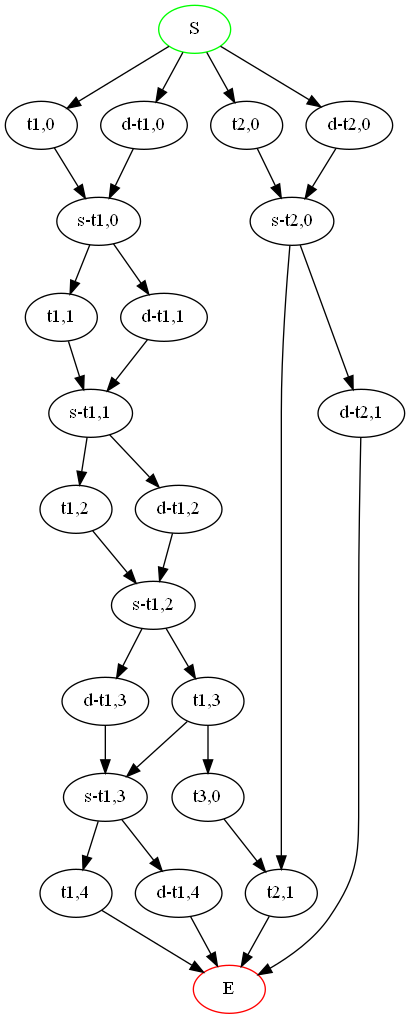 S
t1,0
d-t1,0
t2,0
d-t2,0
s-t1,0
s-t2,0
t1,1
d-t1,1
s-t1,1
d-t2,1
t1,2
d-t1,2
s-t1,2
d-t1,3
t1,3
s-t1,3
t3,0
t1,4
d-t1,4
t2,1
E